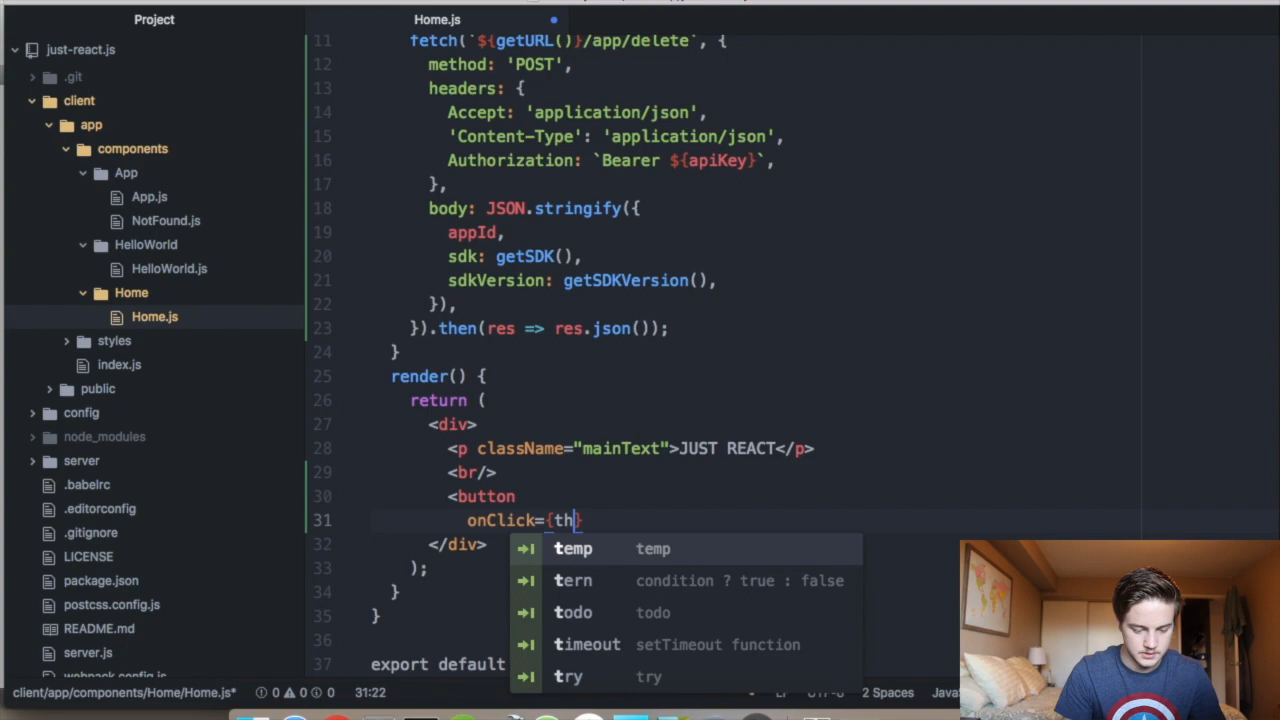 Project
Home.js
just-react.js
.git
client
app
components
App
App.js
NotFound.js
HelloWorld
HelloWorld.js
Home
Home.js
styles
index.js
public
config
node_modules
server
.babelrc
.editorconfig
.gitignore
LICENSE
package.json
postcss.config.js
README.md
server.js
webpack.config.js
11 fetch(`${getURL()}/app/delete`, {
12 method: 'POST',
13 headers: {
14 Accept: 'application/json',
15 'Content-Type': 'application/json',
16 Authorization: `Bearer ${apiKey}`,
17 },
18 body: JSON.stringify({
19 appId,
20 sdk: getSDK(),
21 sdkVersion: getSDKVersion(),
22 }),
23 }).then(res => res.json());
24 }
25 render() {
26 return (
27 <div>
28 <p className="mainText">JUST REACT</p>
29 <br/>
30 <button
31 onClick={th}
32 </div>
33 );
34 }
35 }
36
37 export default
temp temp
tern condition ? true : false
todo todo
timeout setTimeout function
try try
client/app/components/Home/Home.js* 0 0 0 31:22 LF UTF-8 2 Spaces Java